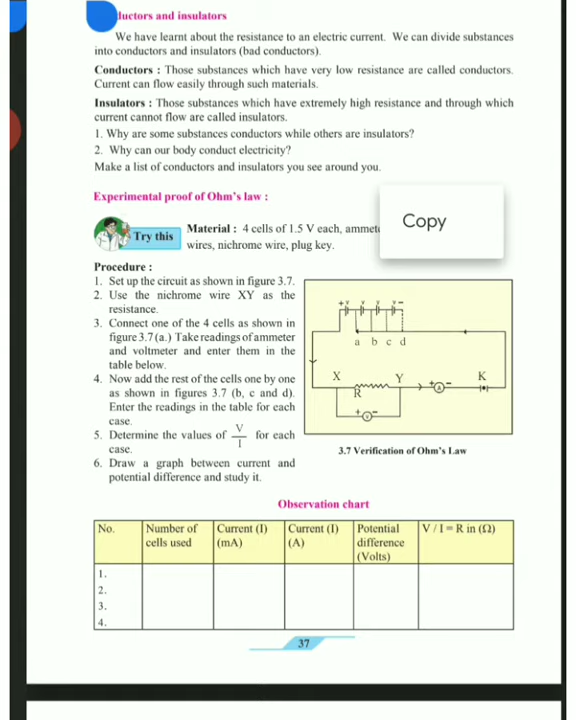 ductors and insulators
We have learnt about the resistance to an electric current. We can divide substances
into conductors and insulators (bad conductors).
Conductors : Those substances which have very low resistance are called conductors.
Current can flow easily through such materials.
Insulators : Those substances which have extremely high resistance and through which
current cannot flow are called insulators.
1. Why are some substances conductors while others are insulators?
2. Why can our body conduct electricity?
Make a list of conductors and insulators you see around you.
Experimental proof of Ohm's law :
Copy
Try this
Material : 4 cells of 1.5 V each, ammet
wires, nichrome wire, plug key.
Procedure :
1. Set up the circuit as shown in figure 3.7.
2. Use the nichrome wire XY as the
resistance.
3. Connect one of the 4 cells as shown in
figure 3.7 (a.) Take readings of ammeter
and voltmeter and enter them in the
table below.
4. Now add the rest of the cells one by one
as shown in figures 3.7 (b, c and d).
Enter the readings in the table for each
case.
5. Determine the values of V/I for each
case.
6. Draw a graph between current and
potential difference and study it.
a b c d
X Y K
R
+ A −
+ V −
3.7 Verification of Ohm's Law
Observation chart
No. Number of cells used Current (I) (mA) Current (I) (A) Potential difference (Volts) V / I = R in (Ω)
1.
2.
3.
4.
37